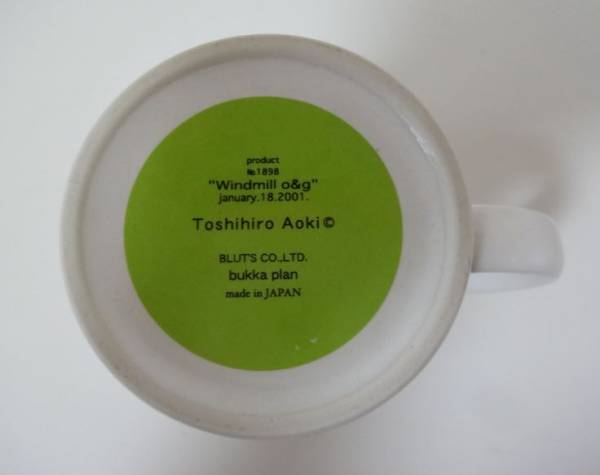 product
№1898
"Windmill o&g"
january.18.2001.
Toshihiro Aoki©
BLUT'S CO.,LTD.
bukka plan
made in JAPAN